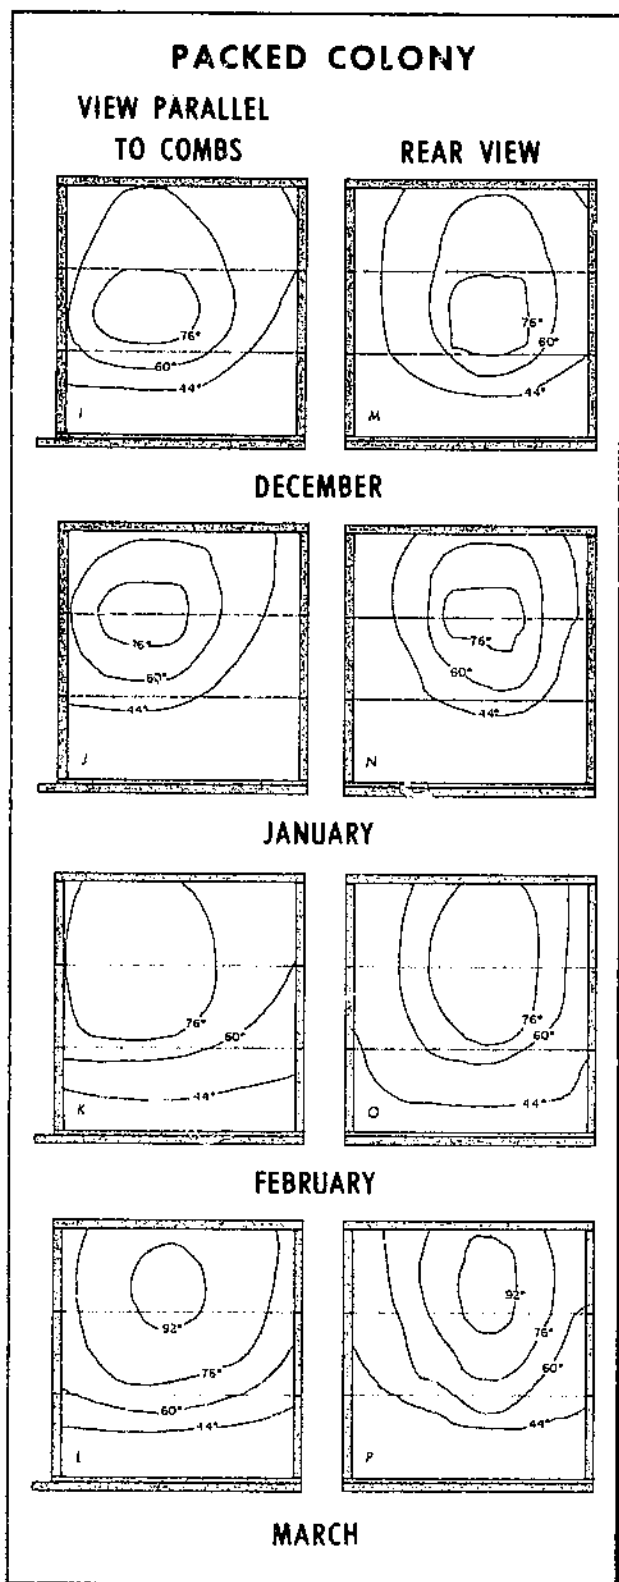 PACKED COLONY
VIEW PARALLEL
TO COMBS
REAR VIEW
76°
60°
44°
I
76°
60°
44°
M
DECEMBER
76°
60°
44°
J
76°
60°
44°
N
JANUARY
76°
60°
44°
K
76°
60°
44°
O
FEBRUARY
92°
76°
60°
44°
L
92°
76°
60°
44°
P
MARCH